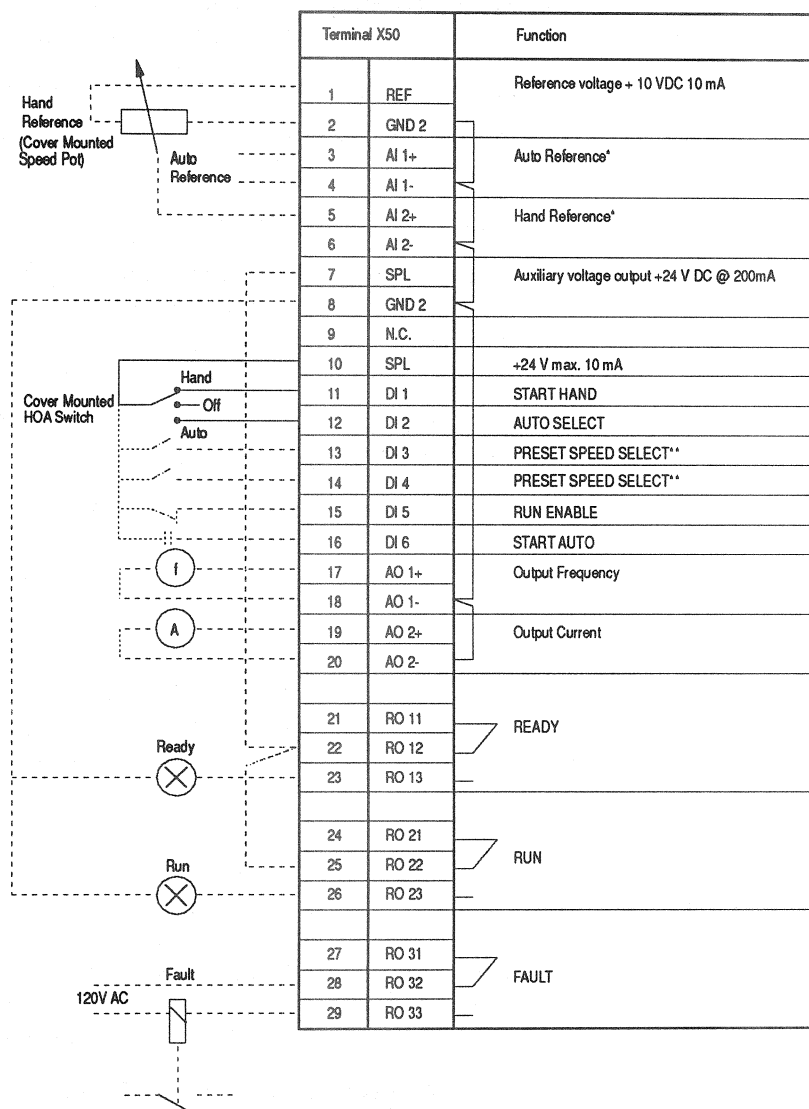 Terminal X50 Function
1 REF Reference voltage + 10 VDC 10 mA
Hand
Reference
(Cover Mounted
Speed Pot)
2 GND 2
Auto
Reference
3 AI 1+ Auto Reference*
4 AI 1-
5 AI 2+ Hand Reference*
6 AI 2-
7 SPL Auxiliary voltage output +24 V DC @ 200mA
8 GND 2
9 N.C.
10 SPL +24 V max. 10 mA
Cover Mounted
HOA Switch
Hand
Off
Auto
11 DI 1 START HAND
12 DI 2 AUTO SELECT
13 DI 3 PRESET SPEED SELECT**
14 DI 4 PRESET SPEED SELECT**
15 DI 5 RUN ENABLE
16 DI 6 START AUTO
f
17 AO 1+ Output Frequency
18 AO 1-
A
19 AO 2+ Output Current
20 AO 2-
21 RO 11
READY
Ready
22 RO 12
23 RO 13
24 RO 21
RUN
Run
25 RO 22
26 RO 23
27 RO 31
FAULT
Fault
28 RO 32
120V AC
29 RO 33